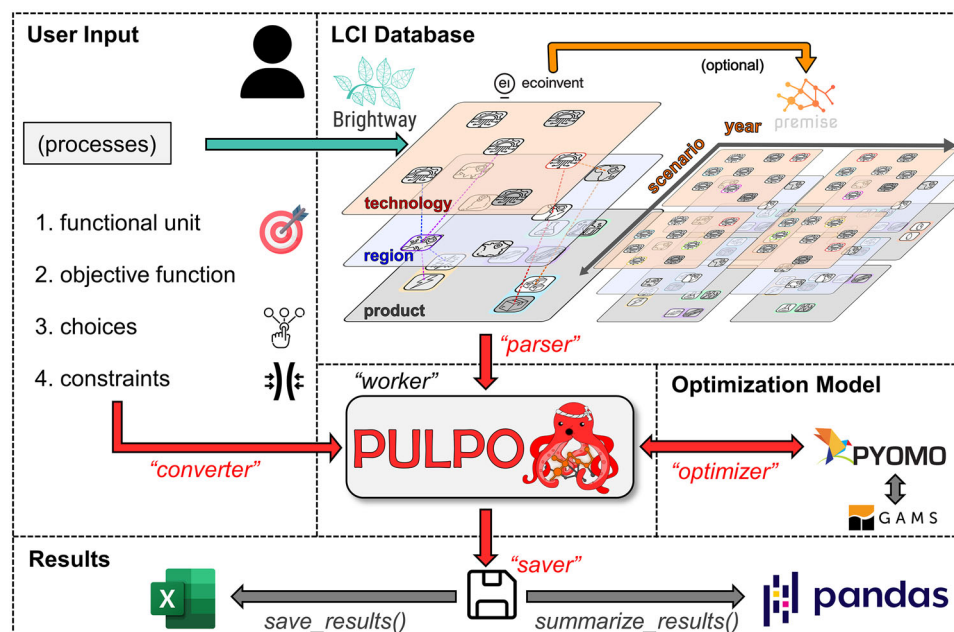 User Input
(processes)
1. functional unit
2. objective function
3. choices
4. constraints
"converter"
LCI Database
Brightway
ei ecoinvent
(optional)
premise
year
scenario
technology
region
product
"parser"
"worker"
PULPO
Optimization Model
"optimizer"
PYOMO
GAMS
Results
"saver"
X
save_results()
summarize_results()
pandas